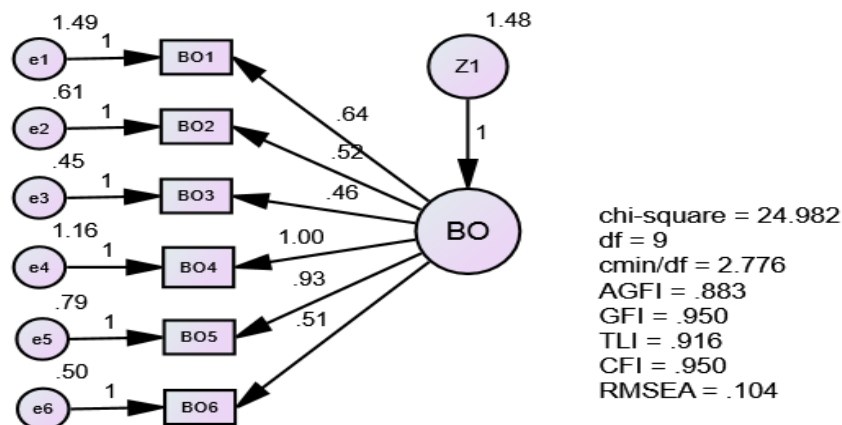 1.49
1
e1
BO1
.61
1
e2
BO2
.45
1
e3
BO3
1.16
1
e4
BO4
.79
1
e5
BO5
.50
1
e6
BO6
.64
.52
.46
1.00
.93
.51
1.48
Z1
1
BO
chi-square = 24.982
df = 9
cmin/df = 2.776
AGFI = .883
GFI = .950
TLI = .916
CFI = .950
RMSEA = .104